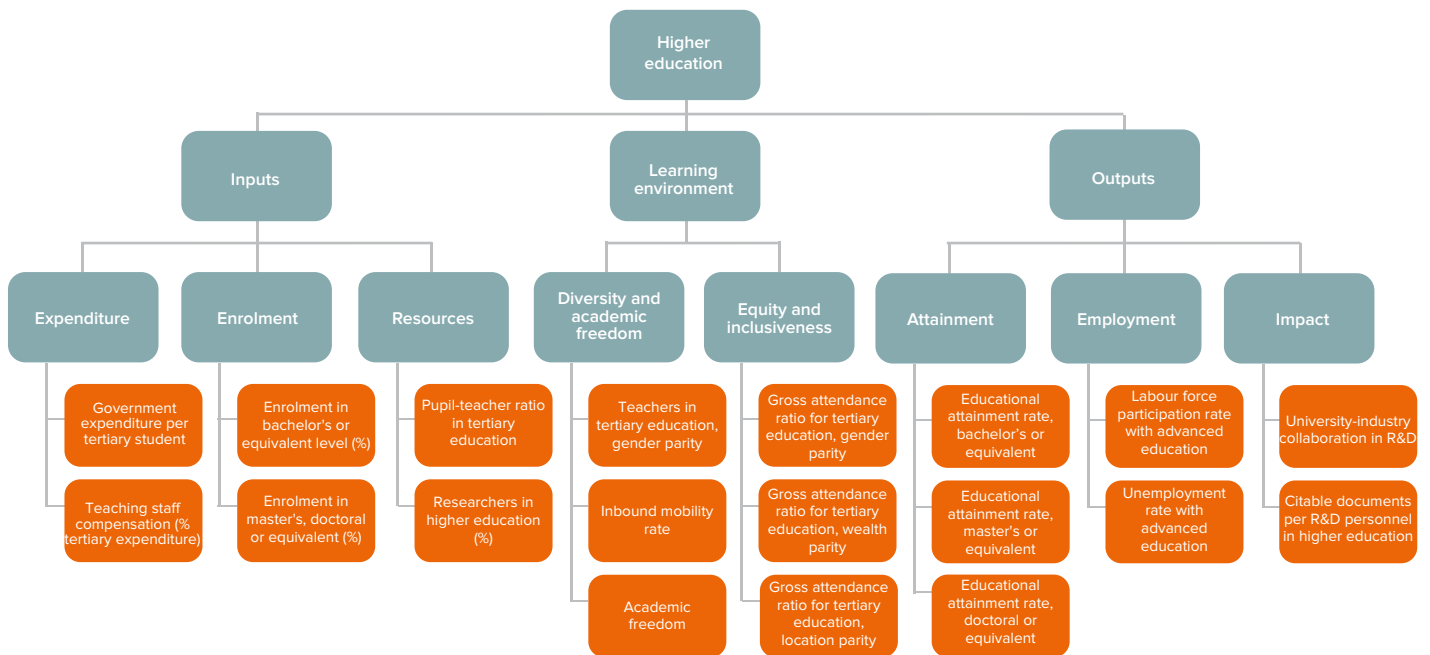 Higher
education
Inputs
Learning
environment
Outputs
Expenditure
Enrolment
Resources
Diversity and
academic
freedom
Equity and
inclusiveness
Attainment
Employment
Impact
Government
expenditure per
tertiary student
Teaching staff
compensation (%
tertiary expenditure)
Enrolment in
bachelor's or
equivalent level (%)
Enrolment in
master's, doctoral
or equivalent (%)
Pupil-teacher ratio
in tertiary
education
Researchers in
higher education
(%)
Teachers in
tertiary education,
gender parity
Inbound mobility
rate
Academic
freedom
Gross attendance
ratio for tertiary
education, gender
parity
Gross attendance
ratio for tertiary
education, wealth
parity
Gross attendance
ratio for tertiary
education,
location parity
Educational
attainment rate,
bachelor's or
equivalent
Educational
attainment rate,
master's or
equivalent
Educational
attainment rate,
doctoral or
equivalent
Labour force
participation rate
with advanced
education
Unemployment
rate with
advanced
education
University-industry
collaboration in R&D
Citable documents
per R&D personnel
in higher education